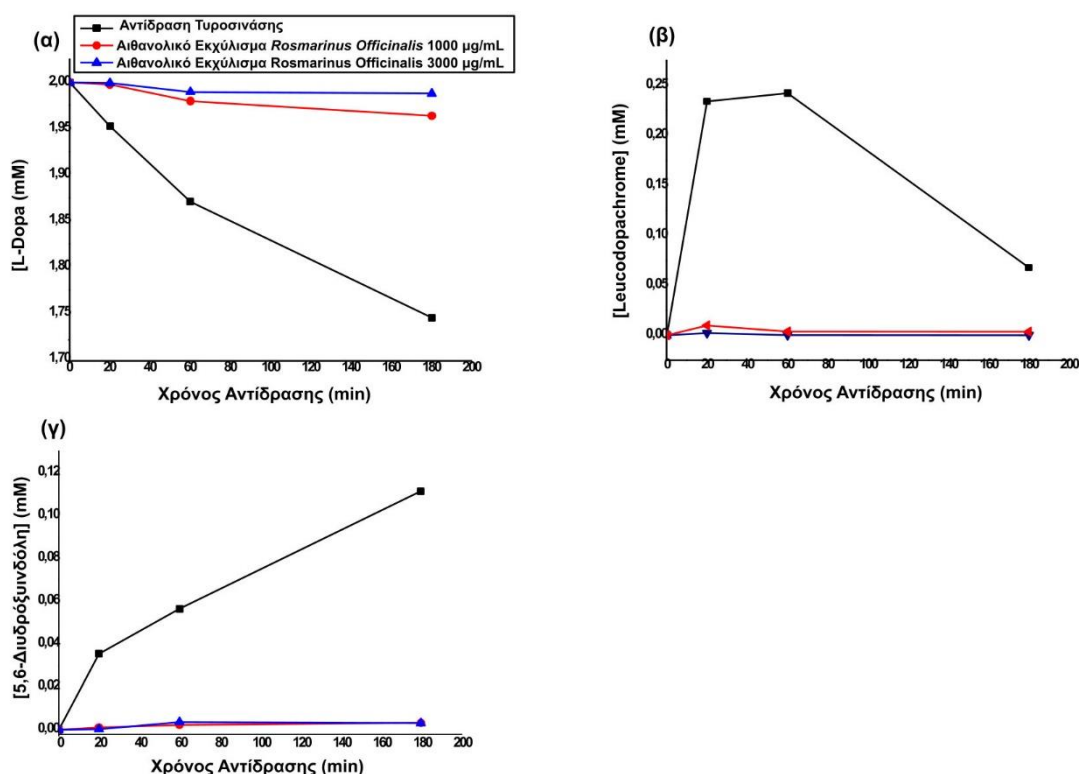 (α)
Αντίδραση Τυροσινάσης
Αιθανολικό Εκχύλισμα Rosmarinus Officinalis 1000 μg/mL
Αιθανολικό Εκχύλισμα Rosmarinus Officinalis 3000 μg/mL
2,00
1,95
1,90
1,85
1,80
1,75
1,70
[L-Dopa (mM)
0 20 40 60 80 100 120 140 160 180 200
Χρόνος Αντίδρασης (min)
(β)
0,25
0,20
0,15
0,10
0,05
0,00
[Leucodopachrome] (mM)
0 20 40 60 80 100 120 140 160 180 200
Χρόνος Αντίδρασης (min)
(γ)
0,12
0,10
0,08
0,06
0,04
0,02
0,00
[5,6-Διυδρόξυινδόλη] (mM)
0 20 40 60 80 100 120 140 160 180 200
Χρόνος Αντίδρασης (min)